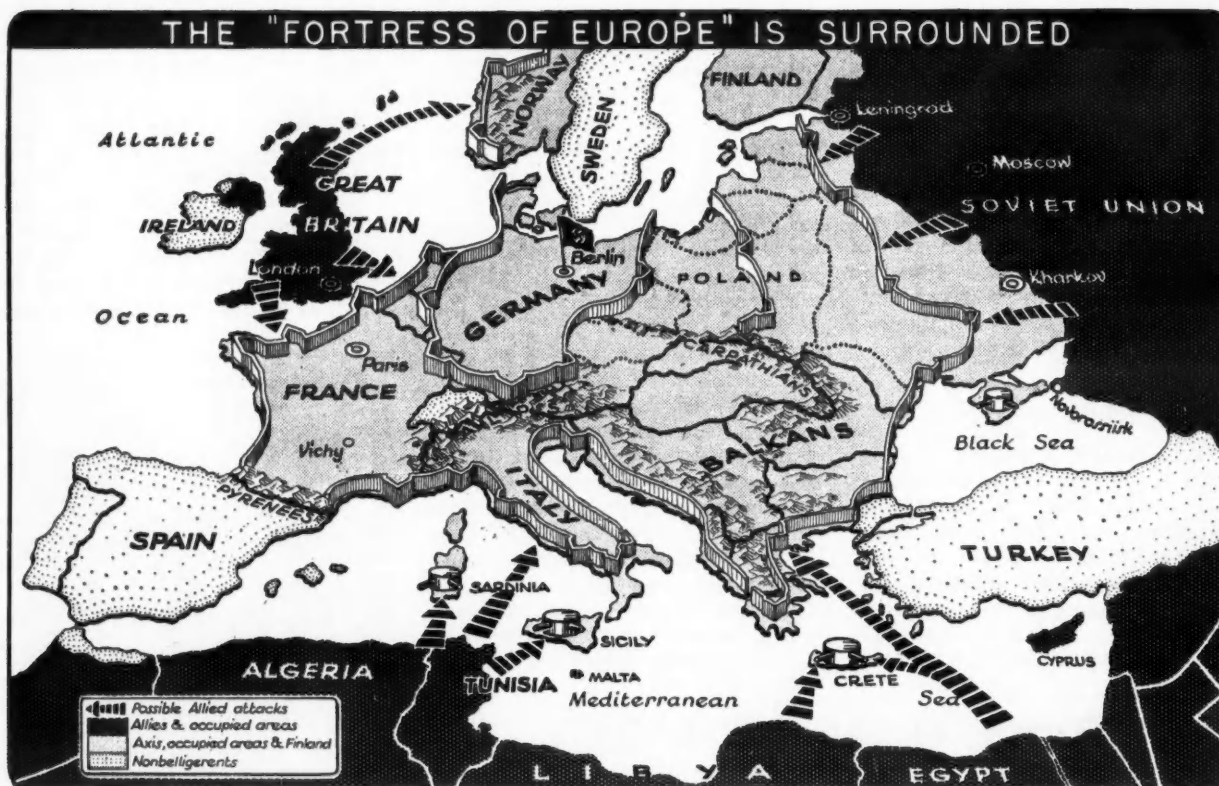 THE "FORTRESS OF EUROPE" IS SURROUNDED
NORWAY
SWEDEN
FINLAND
Leningrad
Atlantic
Moscow
GREAT
BRITAIN
IRELAND
SOVIET UNION
London
Berlin
POLAND
Kharkov
GERMANY
Ocean
Paris
CARPATHIANS
FRANCE
ALPS
Novorossiisk
BALKANS
Black Sea
Vichy
PYRENEES
ITALY
SPAIN
TURKEY
SARDINIA
SICILY
ALGERIA
CYPRUS
TUNISIA
MALTA
CRETE
Mediterranean
Sea
Possible Allied attacks
Allies & occupied areas
Axis, occupied areas & Finland
Nonbelligerents
LIBYA
EGYPT